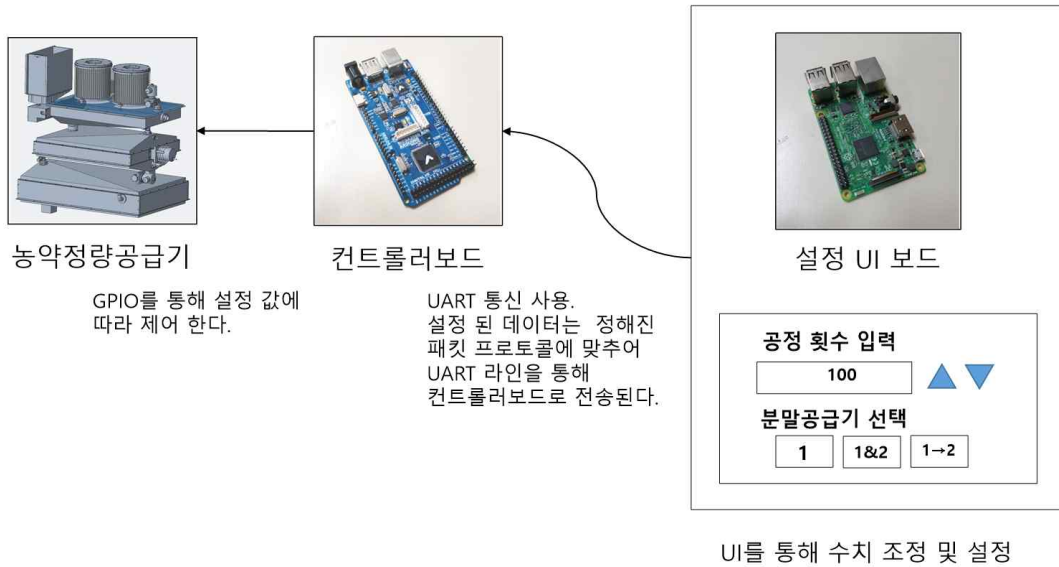 농약정량공급기
GPIO를 통해 설정 값에
따라 제어 한다.
컨트롤러보드
UART 통신 사용.
설정 된 데이터는 정해진
패킷 프로토콜에 맞추어
UART 라인을 통해
컨트롤러보드로 전송된다.
설정 UI 보드
공정 횟수 입력
100
분말공급기 선택
1 1&2 1→2
UI를 통해 수치 조정 및 설정